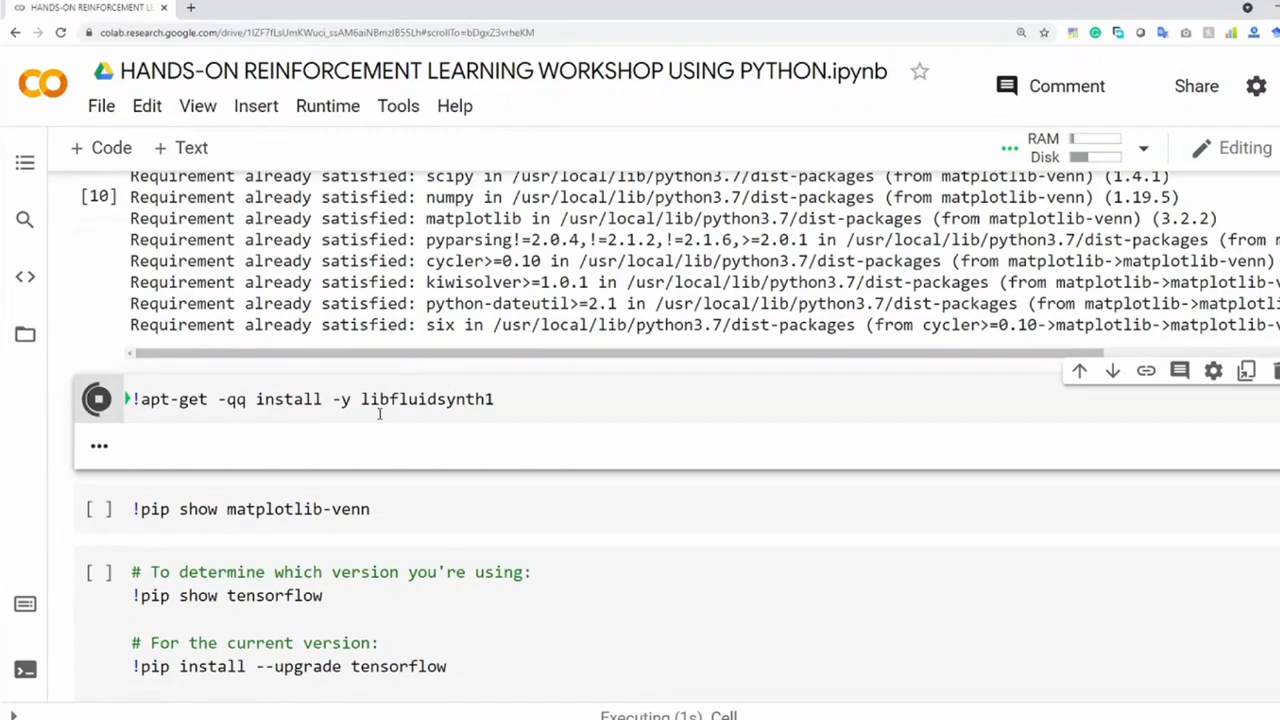 HANDS-ON REINFORCEMENT LE
colab.research.google.com/drive/1IZF7fLsUmKWuci_ssAM6aiNBmzIB55Lh#scrollTo=bDgxZ3vrheKM
HANDS-ON REINFORCEMENT LEARNING WORKSHOP USING PYTHON.ipynb
Comment
Share
File Edit View Insert Runtime Tools Help
+ Code + Text
RAM
Disk
Editing
Requirement already satisfied: scipy in /usr/local/lib/python3.7/dist-packages (from matplotlib-venn) (1.4.1)
[10] Requirement already satisfied: numpy in /usr/local/lib/python3.7/dist-packages (from matplotlib-venn) (1.19.5)
Requirement already satisfied: matplotlib in /usr/local/lib/python3.7/dist-packages (from matplotlib-venn) (3.2.2)
Requirement already satisfied: pyparsing!=2.0.4,!=2.1.2,!=2.1.6,>=2.0.1 in /usr/local/lib/python3.7/dist-packages (from m
Requirement already satisfied: cycler>=0.10 in /usr/local/lib/python3.7/dist-packages (from matplotlib->matplotlib-venn)
Requirement already satisfied: kiwisolver>=1.0.1 in /usr/local/lib/python3.7/dist-packages (from matplotlib->matplotlib-v
Requirement already satisfied: python-dateutil>=2.1 in /usr/local/lib/python3.7/dist-packages (from matplotlib->matplotli
Requirement already satisfied: six in /usr/local/lib/python3.7/dist-packages (from cycler>=0.10->matplotlib->matplotlib-v
!apt-get -qq install -y libfluidsynth1
...
[ ] !pip show matplotlib-venn
[ ] # To determine which version you're using:
!pip show tensorflow
# For the current version:
!pip install --upgrade tensorflow
Executing (1s) Cell